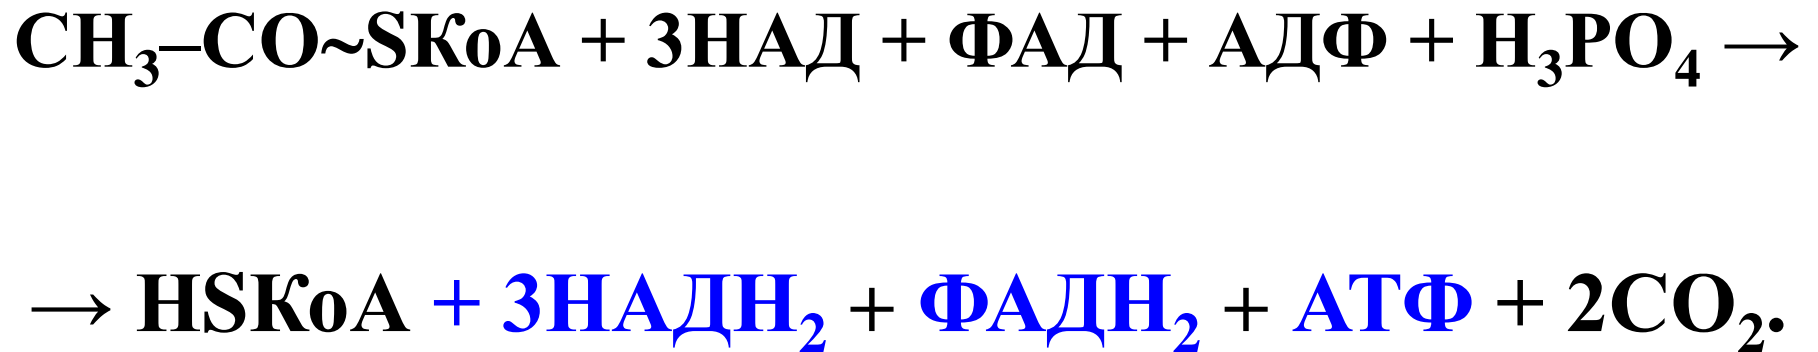 CH₃–CO~SKoA + 3НАД + ФАД + АДФ + H₃PO₄ →
→ HSKoA + 3НАДН₂ + ФАДН₂ + АТФ + 2CO₂.